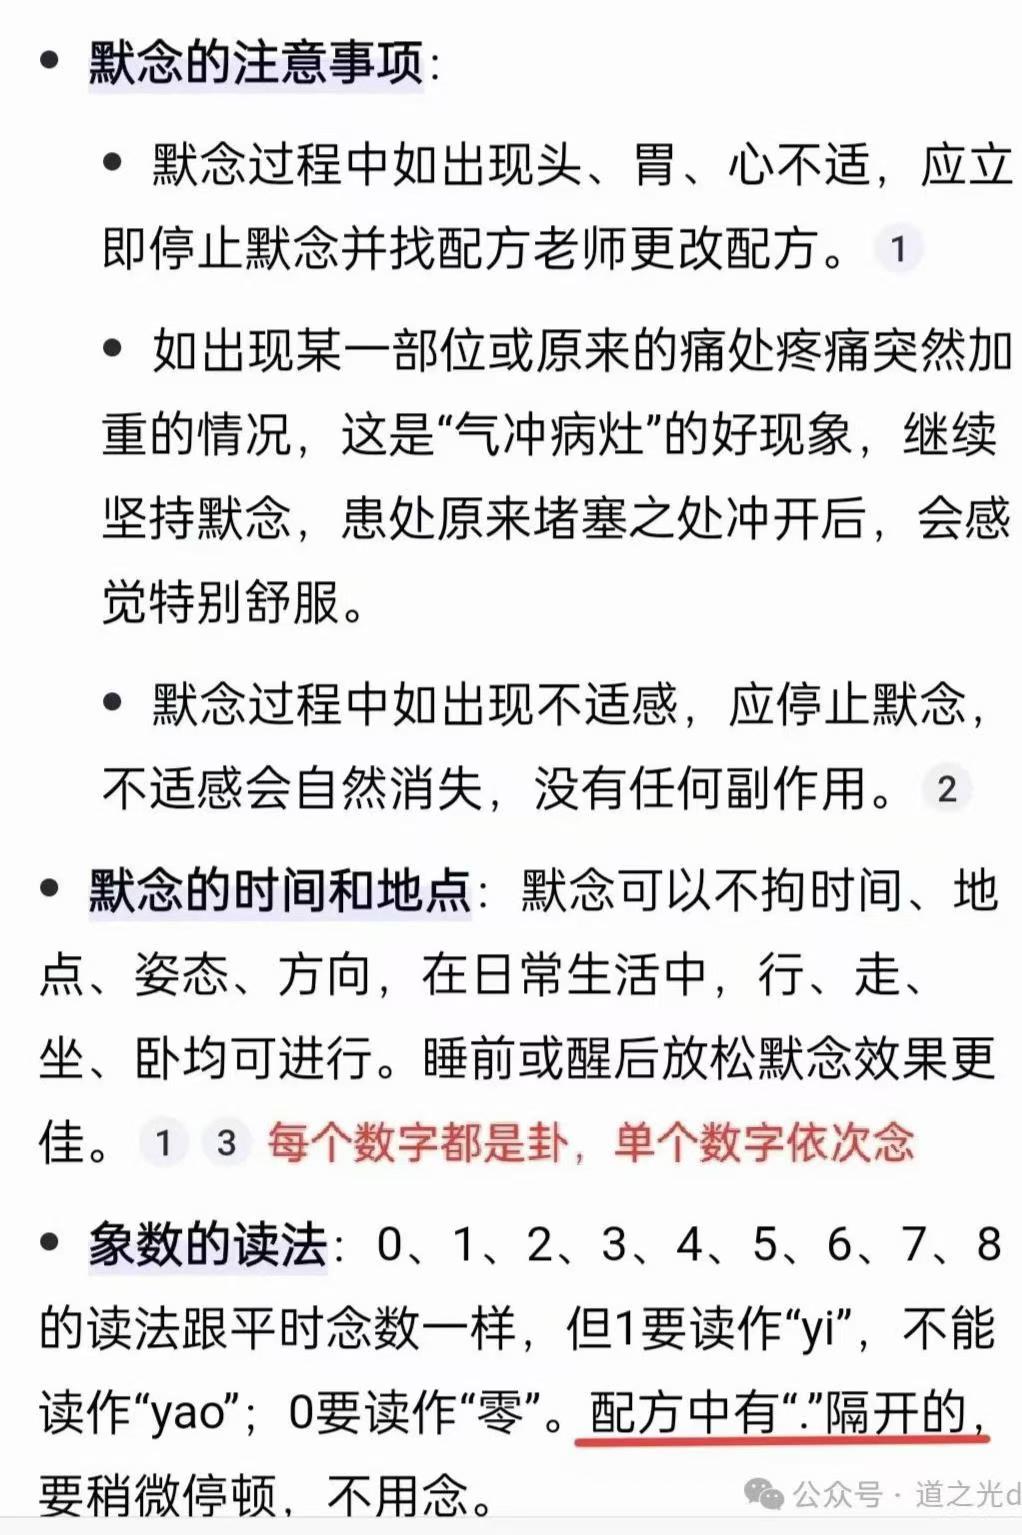 • 默念的注意事项：
• 默念过程中如出现头、胃、心不适，应立
即停止默念并找配方老师更改配方。 1
• 如出现某一部位或原来的痛处疼痛突然加
重的情况，这是“气冲病灶”的好现象，继续
坚持默念，患处原来堵塞之处冲开后，会感
觉特别舒服。
• 默念过程中如出现不适感，应停止默念，
不适感会自然消失，没有任何副作用。 2
• 默念的时间和地点：默念可以不拘时间、地
点、姿态、方向，在日常生活中，行、走、
坐、卧均可进行。睡前或醒后放松默念效果更
佳。 1 3 每个数字都是卦，单个数字依次念
• 象数的读法：0、1、2、3、4、5、6、7、8
的读法跟平时念数一样，但1要读作“yi”，不能
读作“yao”；0要读作“零”。配方中有“.”隔开的，
要稍微停顿，不用念。
公众号 · 道之光d